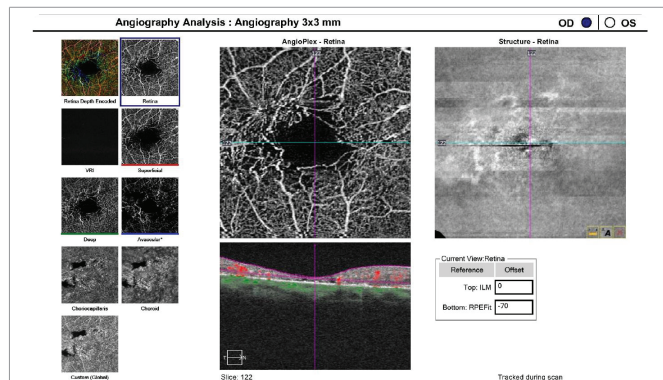 Angiography Analysis : Angiography 3x3 mm
OD
OS
AngioPlex - Retina
Structure - Retina
Retina Depth Encoded
Retina
VRI
Superficial
Deep
Avascular*
Choriocapillaris
Choroid
Custom (Global)
Current View:Retina
Reference
Offset
Top: ILM
0
Bottom: RPEFit
-70
Slice: 122
Tracked during scan